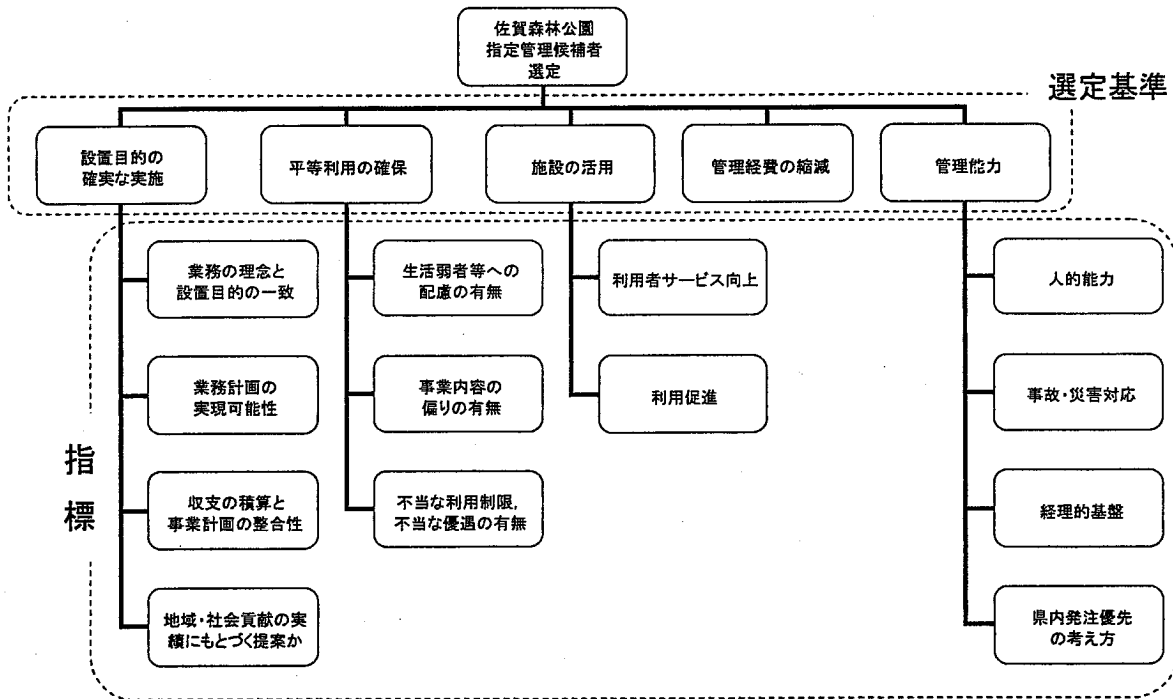 佐賀森林公園
指定管理候補者
選定
選定基準
設置目的の
確実な実施
平等利用の確保
施設の活用
管理経費の縮減
管理能力
指
標
業務の理念と
設置目的の一致
業務計画の
実現可能性
収支の積算と
事業計画の整合性
地域・社会貢献の実
績にもとづく提案か
生活弱者等への
配慮の有無
事業内容の
偏りの有無
不当な利用制限,
不当な優遇の有無
利用者サービス向上
利用促進
人的能力
事故・災害対応
経理的基盤
県内発注優先
の考え方